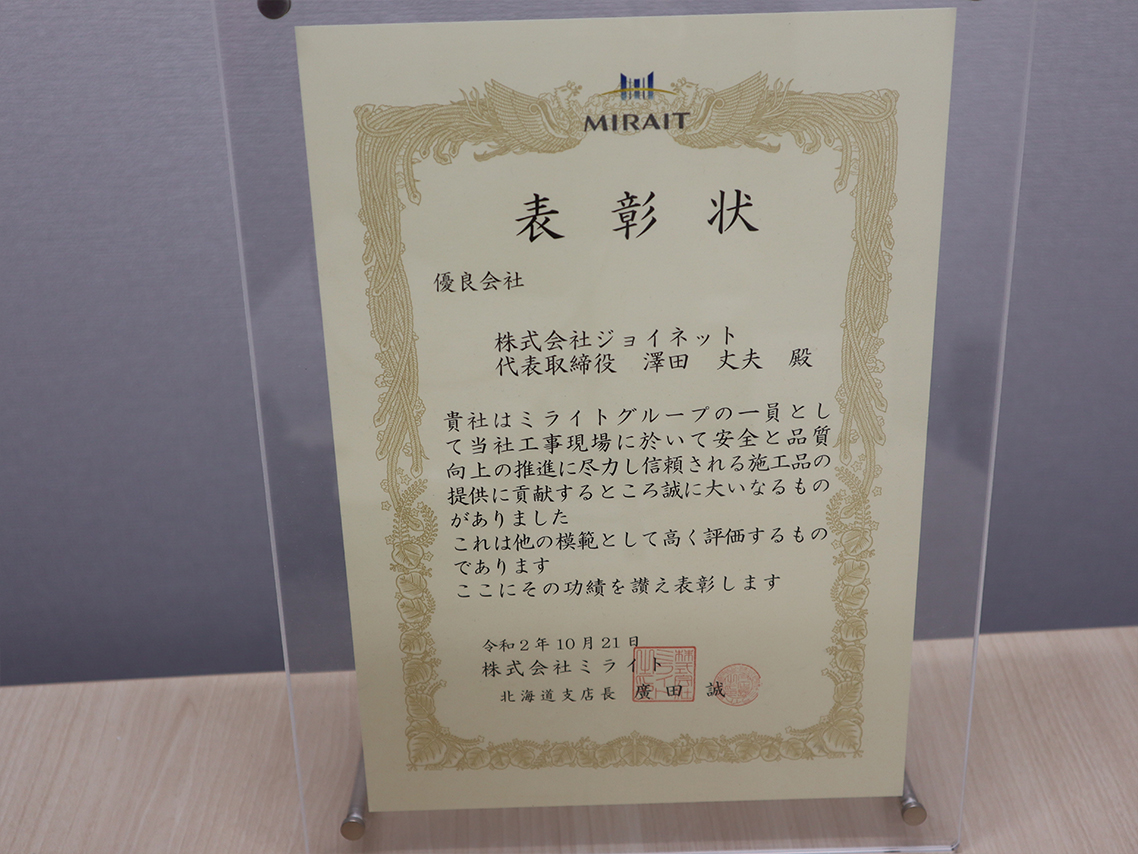 MIRAIT
表彰状
優良会社
株式会社ジョイネット
代表取締役 澤田 丈夫 殿
貴社はミライトグループの一員とし
て当社工事現場に於いて安全と品質
向上の推進に尽力し信頼される施工品の
提供に貢献するところ誠に大いなるもの
がありました
これは他の模範として高く評価するもの
であります
ここにその功績を讃え表彰します
令和2年10月21日
株式会社ミライト
北海道支店長 廣田 誠